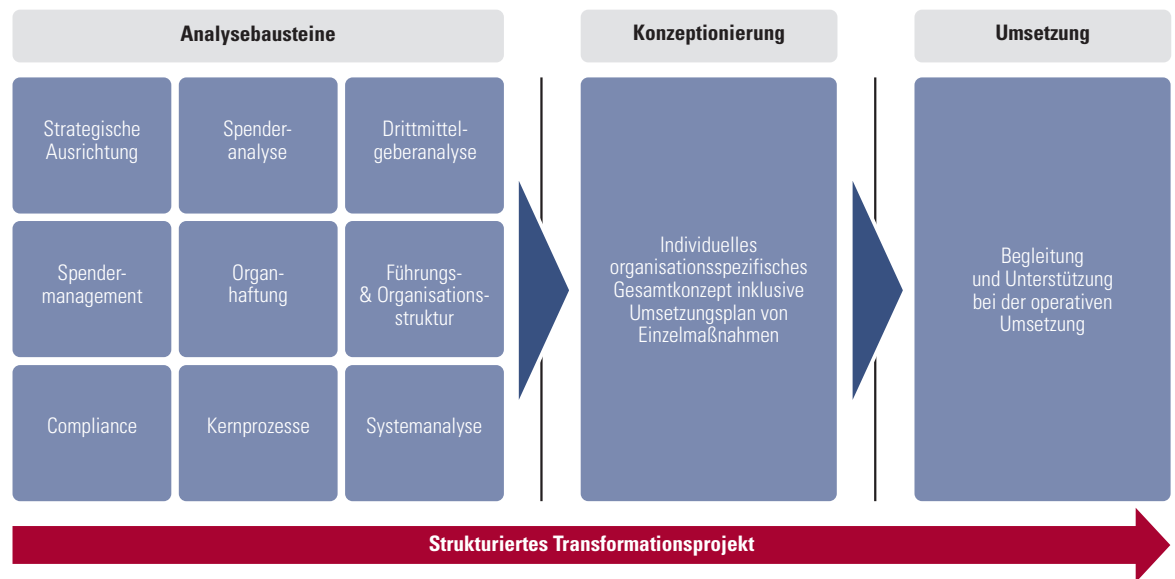 Analysebausteine
Konzeptionierung
Umsetzung
Strategische
Ausrichtung
Spender-
analyse
Drittmittel-
geberanalyse
Spender-
management
Organ-
haftung
Führungs-
& Organisations-
struktur
Compliance
Kernprozesse
Systemanalyse
Individuelles
organisationsspezifisches
Gesamtkonzept inklusive
Umsetzungsplan von
Einzelmaßnahmen
Begleitung
und Unterstützung
bei der operativen
Umsetzung
Strukturiertes Transformationsprojekt